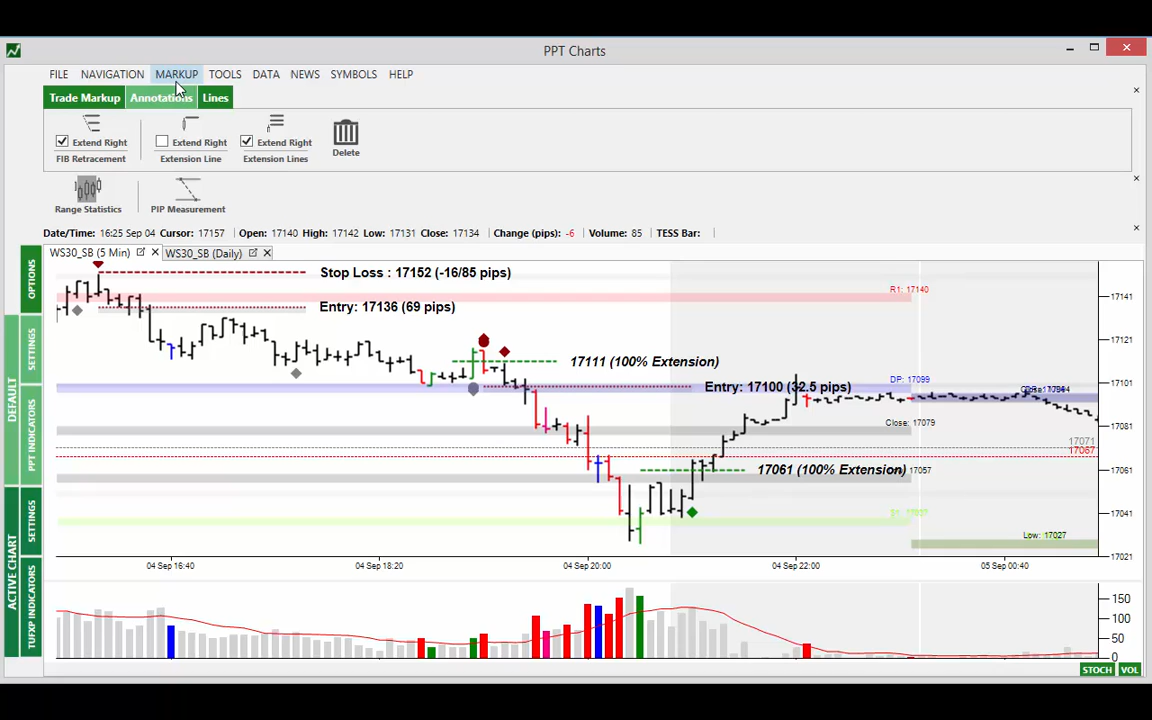 PPT Charts
FILE NAVIGATION MARKUP TOOLS DATA NEWS SYMBOLS HELP
Trade Markup Annotations Lines
Extend Right Extend Right Extend Right
FIB Retracement Extension Line Extension Lines Delete
Range Statistics PIP Measurement
Date/Time: 16:25 Sep 04 Cursor: 17157 Open: 17140 High: 17142 Low: 17131 Close: 17134 Change (pips): -6 Volume: 85 TESS Bar:
WS30_SB (5 Min) WS30_SB (Daily)
OPTIONS
SETTINGS
DEFAULT
PPT INDICATORS
SETTINGS
ACTIVE CHART
TUFXP INDICATORS
Stop Loss : 17152 (-16/85 pips)
R1: 17140
17141
Entry: 17136 (69 pips)
17121
17111 (100% Extension)
DP: 17099
17101
Entry: 17100 (32.5 pips)
Close: 17079
17081
17071
17067
17061 (100% Extension)
17057
17061
17041
Low: 17027
17021
04 Sep 16:40 04 Sep 18:20 04 Sep 20:00 04 Sep 22:00 05 Sep 00:40
150
100
50
0
STOCH VOL